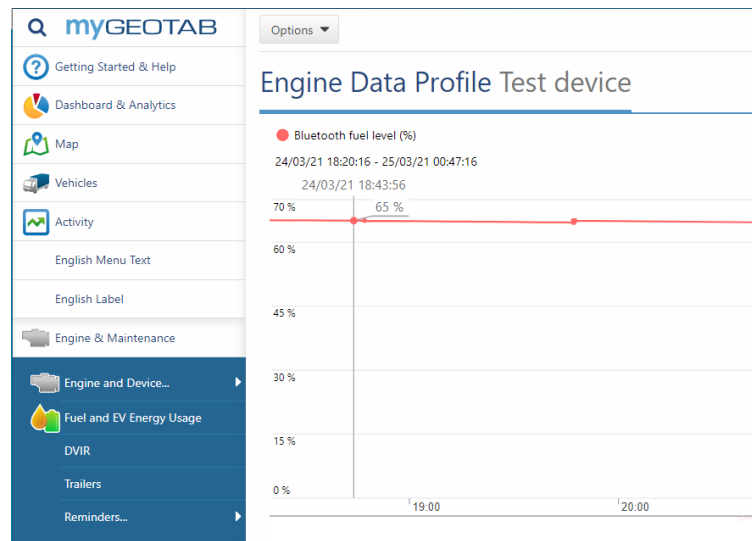 myGEOTAB
Getting Started & Help
Dashboard & Analytics
Map
Vehicles
Activity
English Menu Text
English Label
Engine & Maintenance
Engine and Device...
Fuel and EV Energy Usage
DVIR
Trailers
Reminders...
Options
Engine Data Profile Test device
Bluetooth fuel level (%)
24/03/21 18:20:16 - 25/03/21 00:47:16
24/03/21 18:43:56
70 %
65 %
60 %
45 %
30 %
15 %
0 %
19:00
20:00